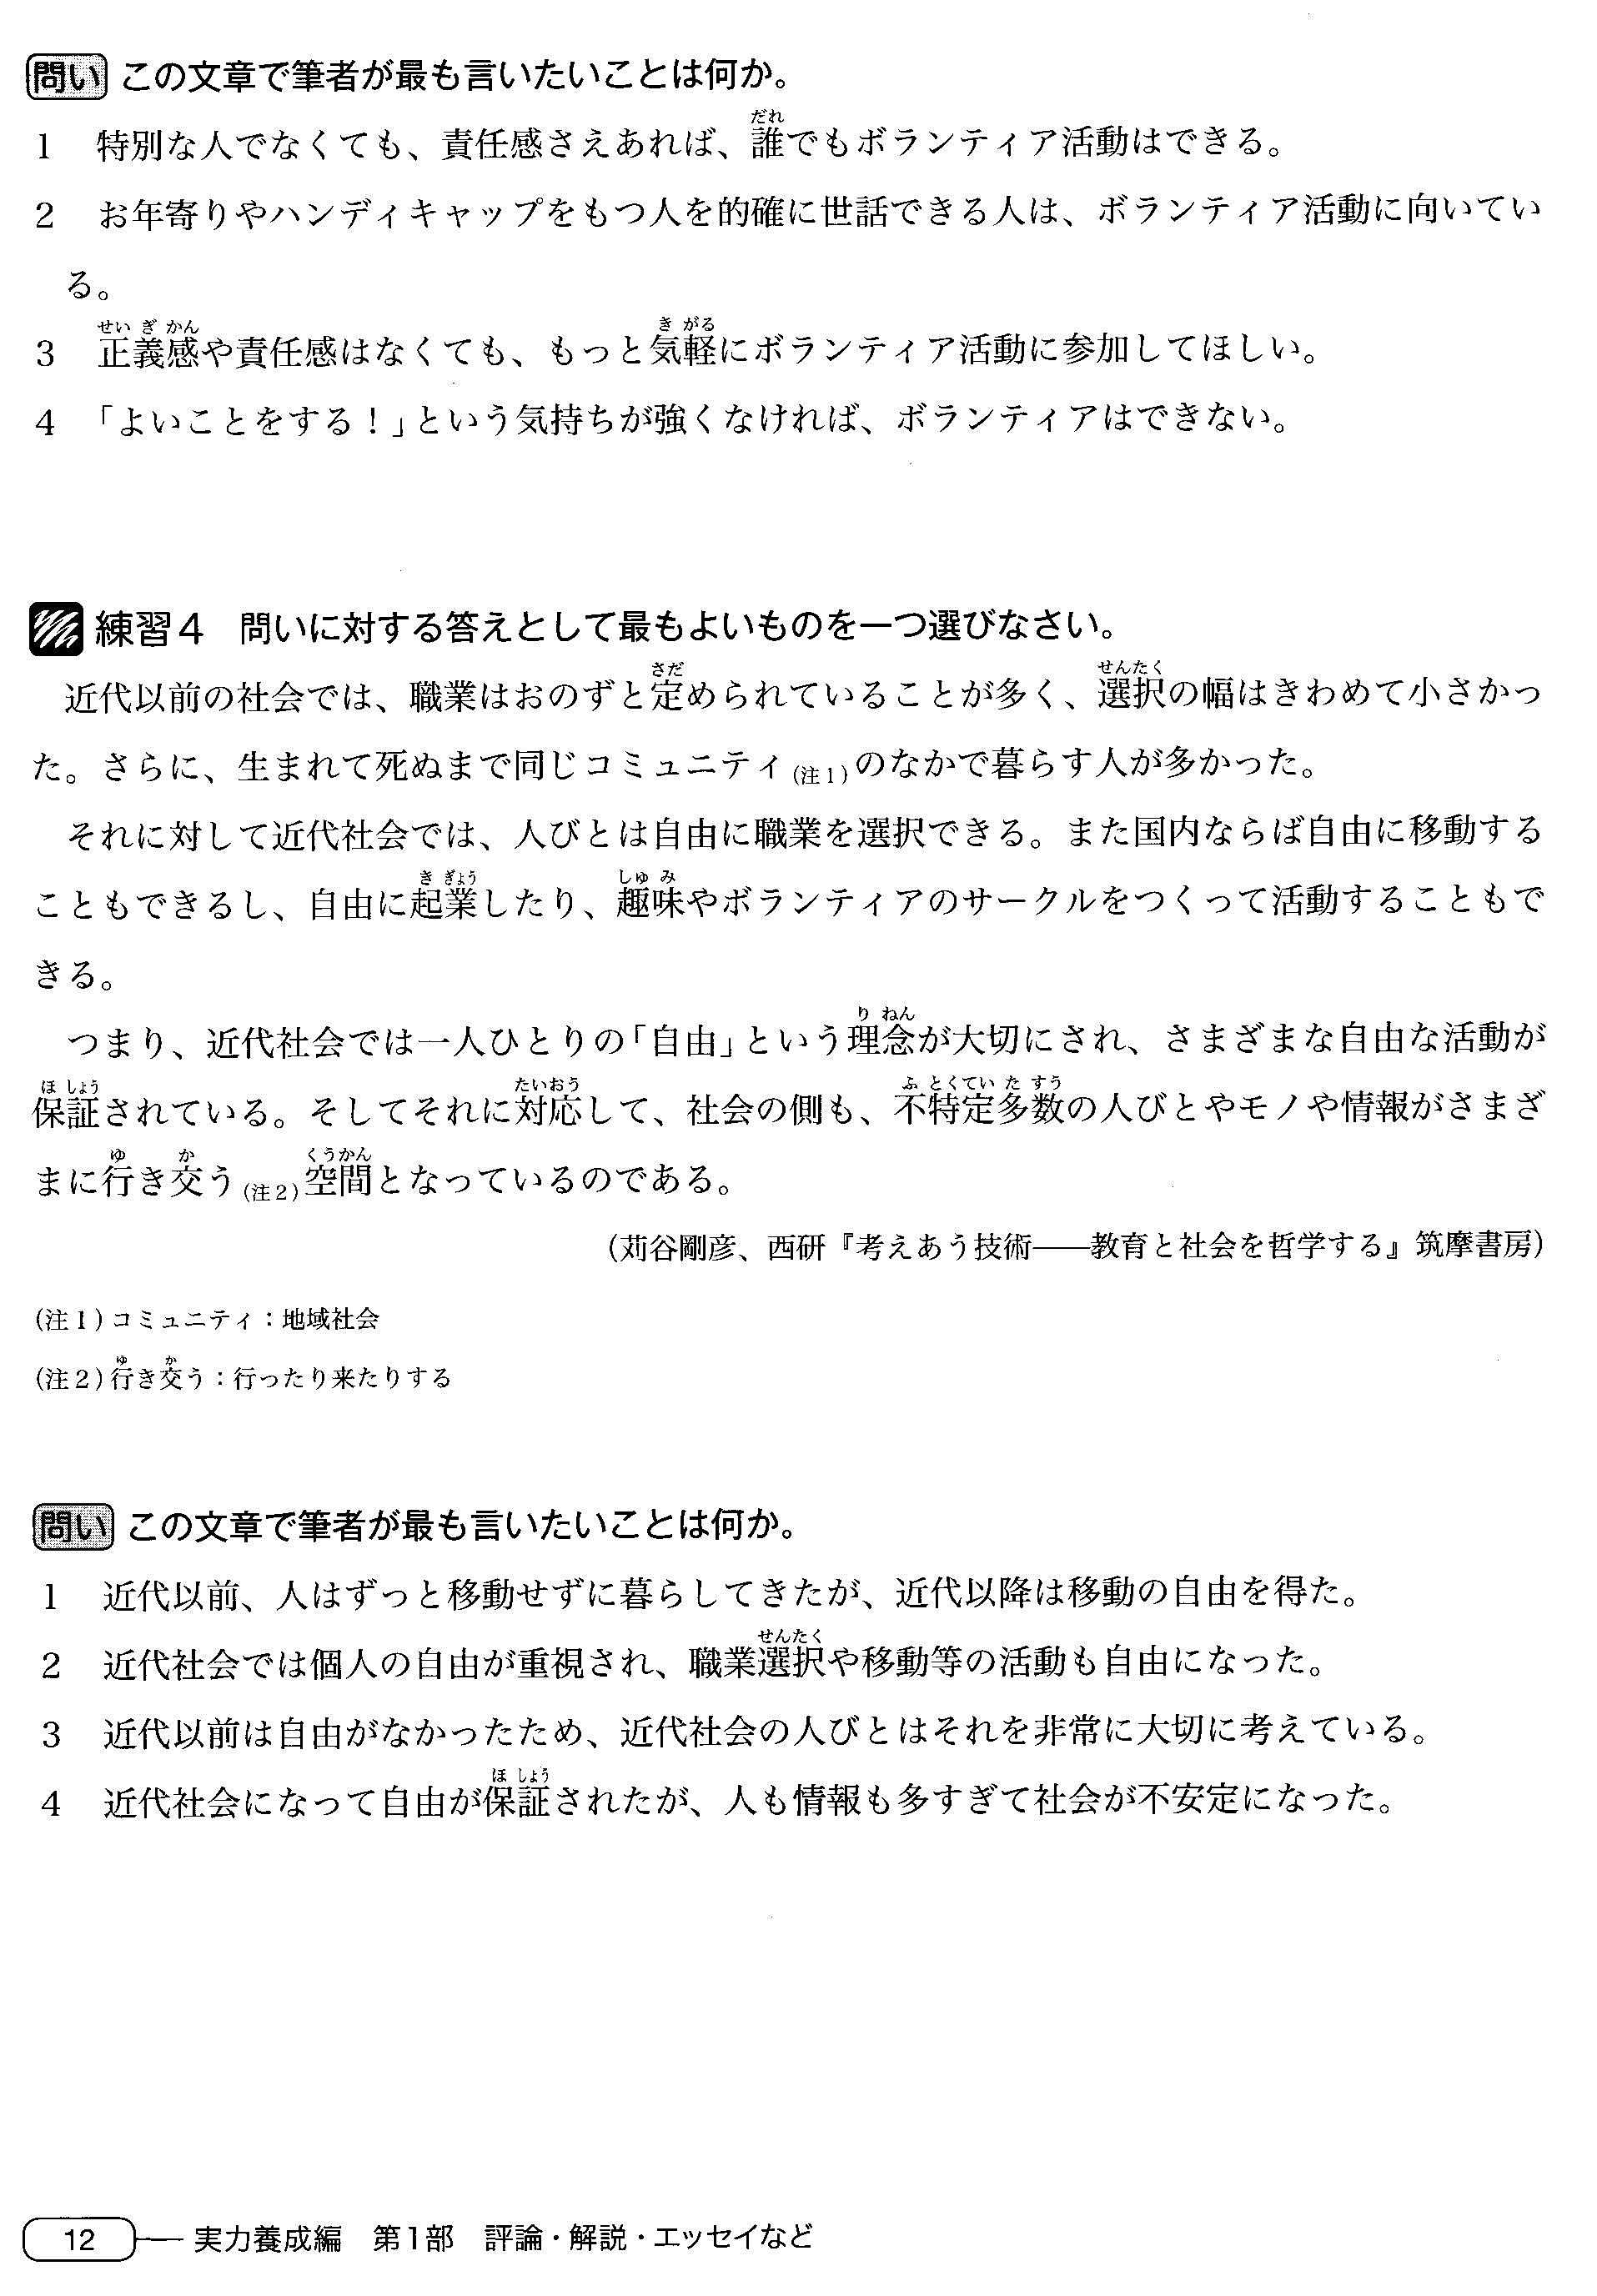 問い この文章で筆者が最も言いたいことは何か。
1 特別な人でなくても、責任感さえあれば、誰でもボランティア活動はできる。
2 お年寄りやハンディキャップをもつ人を的確に世話できる人は、ボランティア活動に向いてい
る。
3 正義感や責任感はなくても、もっと気軽にボランティア活動に参加してほしい。
4 「よいことをする！」という気持ちが強くなければ、ボランティアはできない。
練習4 問いに対する答えとして最もよいものを一つ選びなさい。
近代以前の社会では、職業はおのずと定められていることが多く、選択の幅はきわめて小さかっ
た。さらに、生まれて死ぬまで同じコミュニティ(注1)のなかで暮らす人が多かった。
それに対して近代社会では、人びとは自由に職業を選択できる。また国内ならば自由に移動する
こともできるし、自由に起業したり、趣味やボランティアのサークルをつくって活動することもで
きる。
つまり、近代社会では一人ひとりの「自由」という理念が大切にされ、さまざまな自由な活動が
保証されている。そしてそれに対応して、社会の側も、不特定多数の人びとやモノや情報がさまざ
まに行き交う(注2)空間となっているのである。
（苅谷剛彦、西研『考えあう技術――教育と社会を哲学する』筑摩書房）
(注1)コミュニティ：地域社会
(注2)行き交う：行ったり来たりする
問い この文章で筆者が最も言いたいことは何か。
1 近代以前、人はずっと移動せずに暮らしてきたが、近代以降は移動の自由を得た。
2 近代社会では個人の自由が重視され、職業選択や移動等の活動も自由になった。
3 近代以前は自由がなかったため、近代社会の人びとはそれを非常に大切に考えている。
4 近代社会になって自由が保証されたが、人も情報も多すぎて社会が不安定になった。
12 実力養成編 第1部 評論・解説・エッセイなど